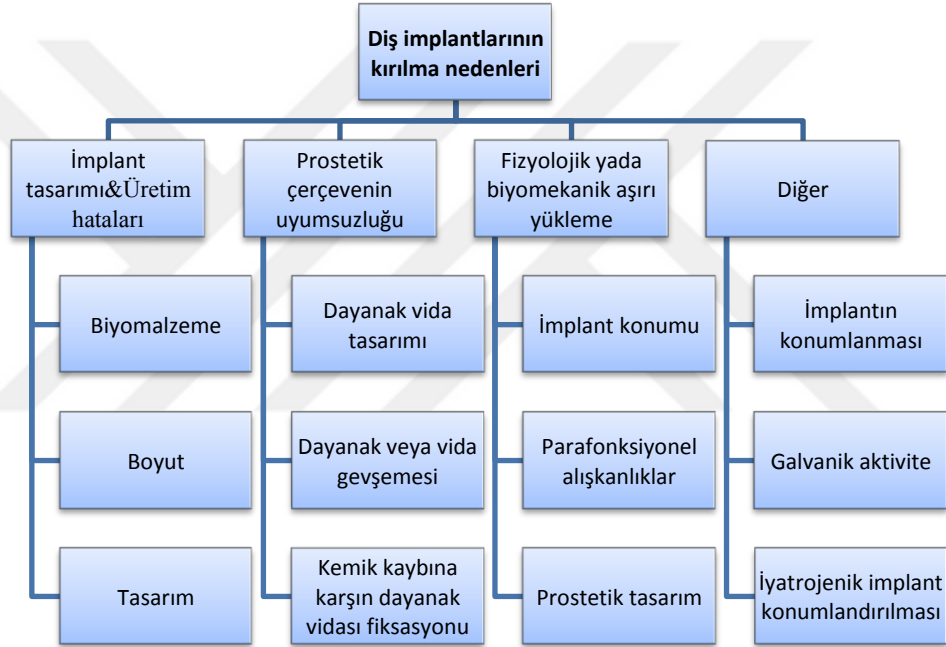 Diş implantlarının
kırılma nedenleri
İmplant
tasarımı&Üretim
hataları
Prostetik
çerçevenin
uyumsuzluğu
Fizyolojik yada
biyomekanik aşırı
yükleme
Diğer
Biyomalzeme
Dayanak vida
tasarımı
İmplant konumu
İmplantın
konumlanması
Boyut
Dayanak veya vida
gevşemesi
Parafonksiyonel
alışkanlıklar
Galvanik aktivite
Tasarım
Kemik kaybına
karşın dayanak
vidası fiksasyonu
Prostetik tasarım
İyatrojenik implant
konumlandırılması